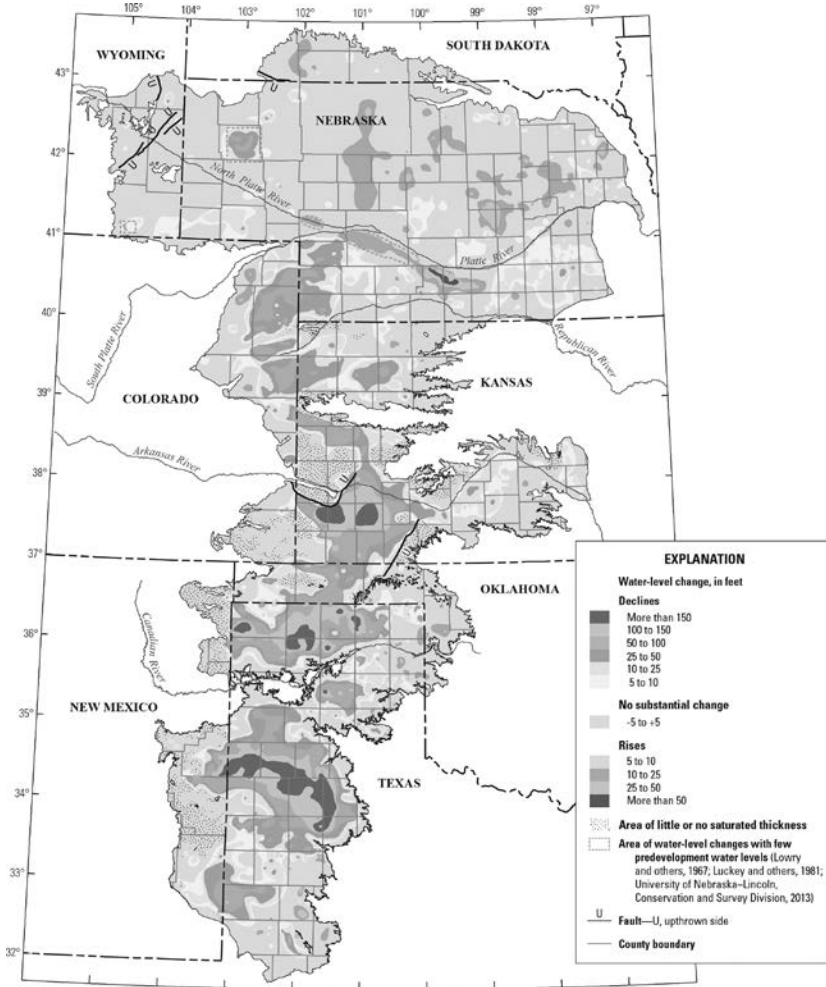 105° 104° 103° 102° 101° 100° 99° 98° 97°
WYOMING
SOUTH DAKOTA
43°
U
U
NEBRASKA
U
42°
U
North Platte River
41°
Platte River
40°
South Platte River
Republican River
39°
COLORADO
KANSAS
Arkansas River
38°
U
37°
OKLAHOMA
36°
Canadian River
35°
NEW MEXICO
TEXAS
34°
33°
32°
EXPLANATION
Water-level change, in feet
Declines
More than 150
100 to 150
50 to 100
25 to 50
10 to 25
5 to 10
No substantial change
-5 to +5
Rises
5 to 10
10 to 25
25 to 50
More than 50
Area of little or no saturated thickness
Area of water-level changes with few
predevelopment water levels (Lowry
and others, 1967; Luckey and others, 1981;
University of Nebraska–Lincoln,
Conservation and Survey Division, 2013)
U
Fault—U, upthrown side
County boundary